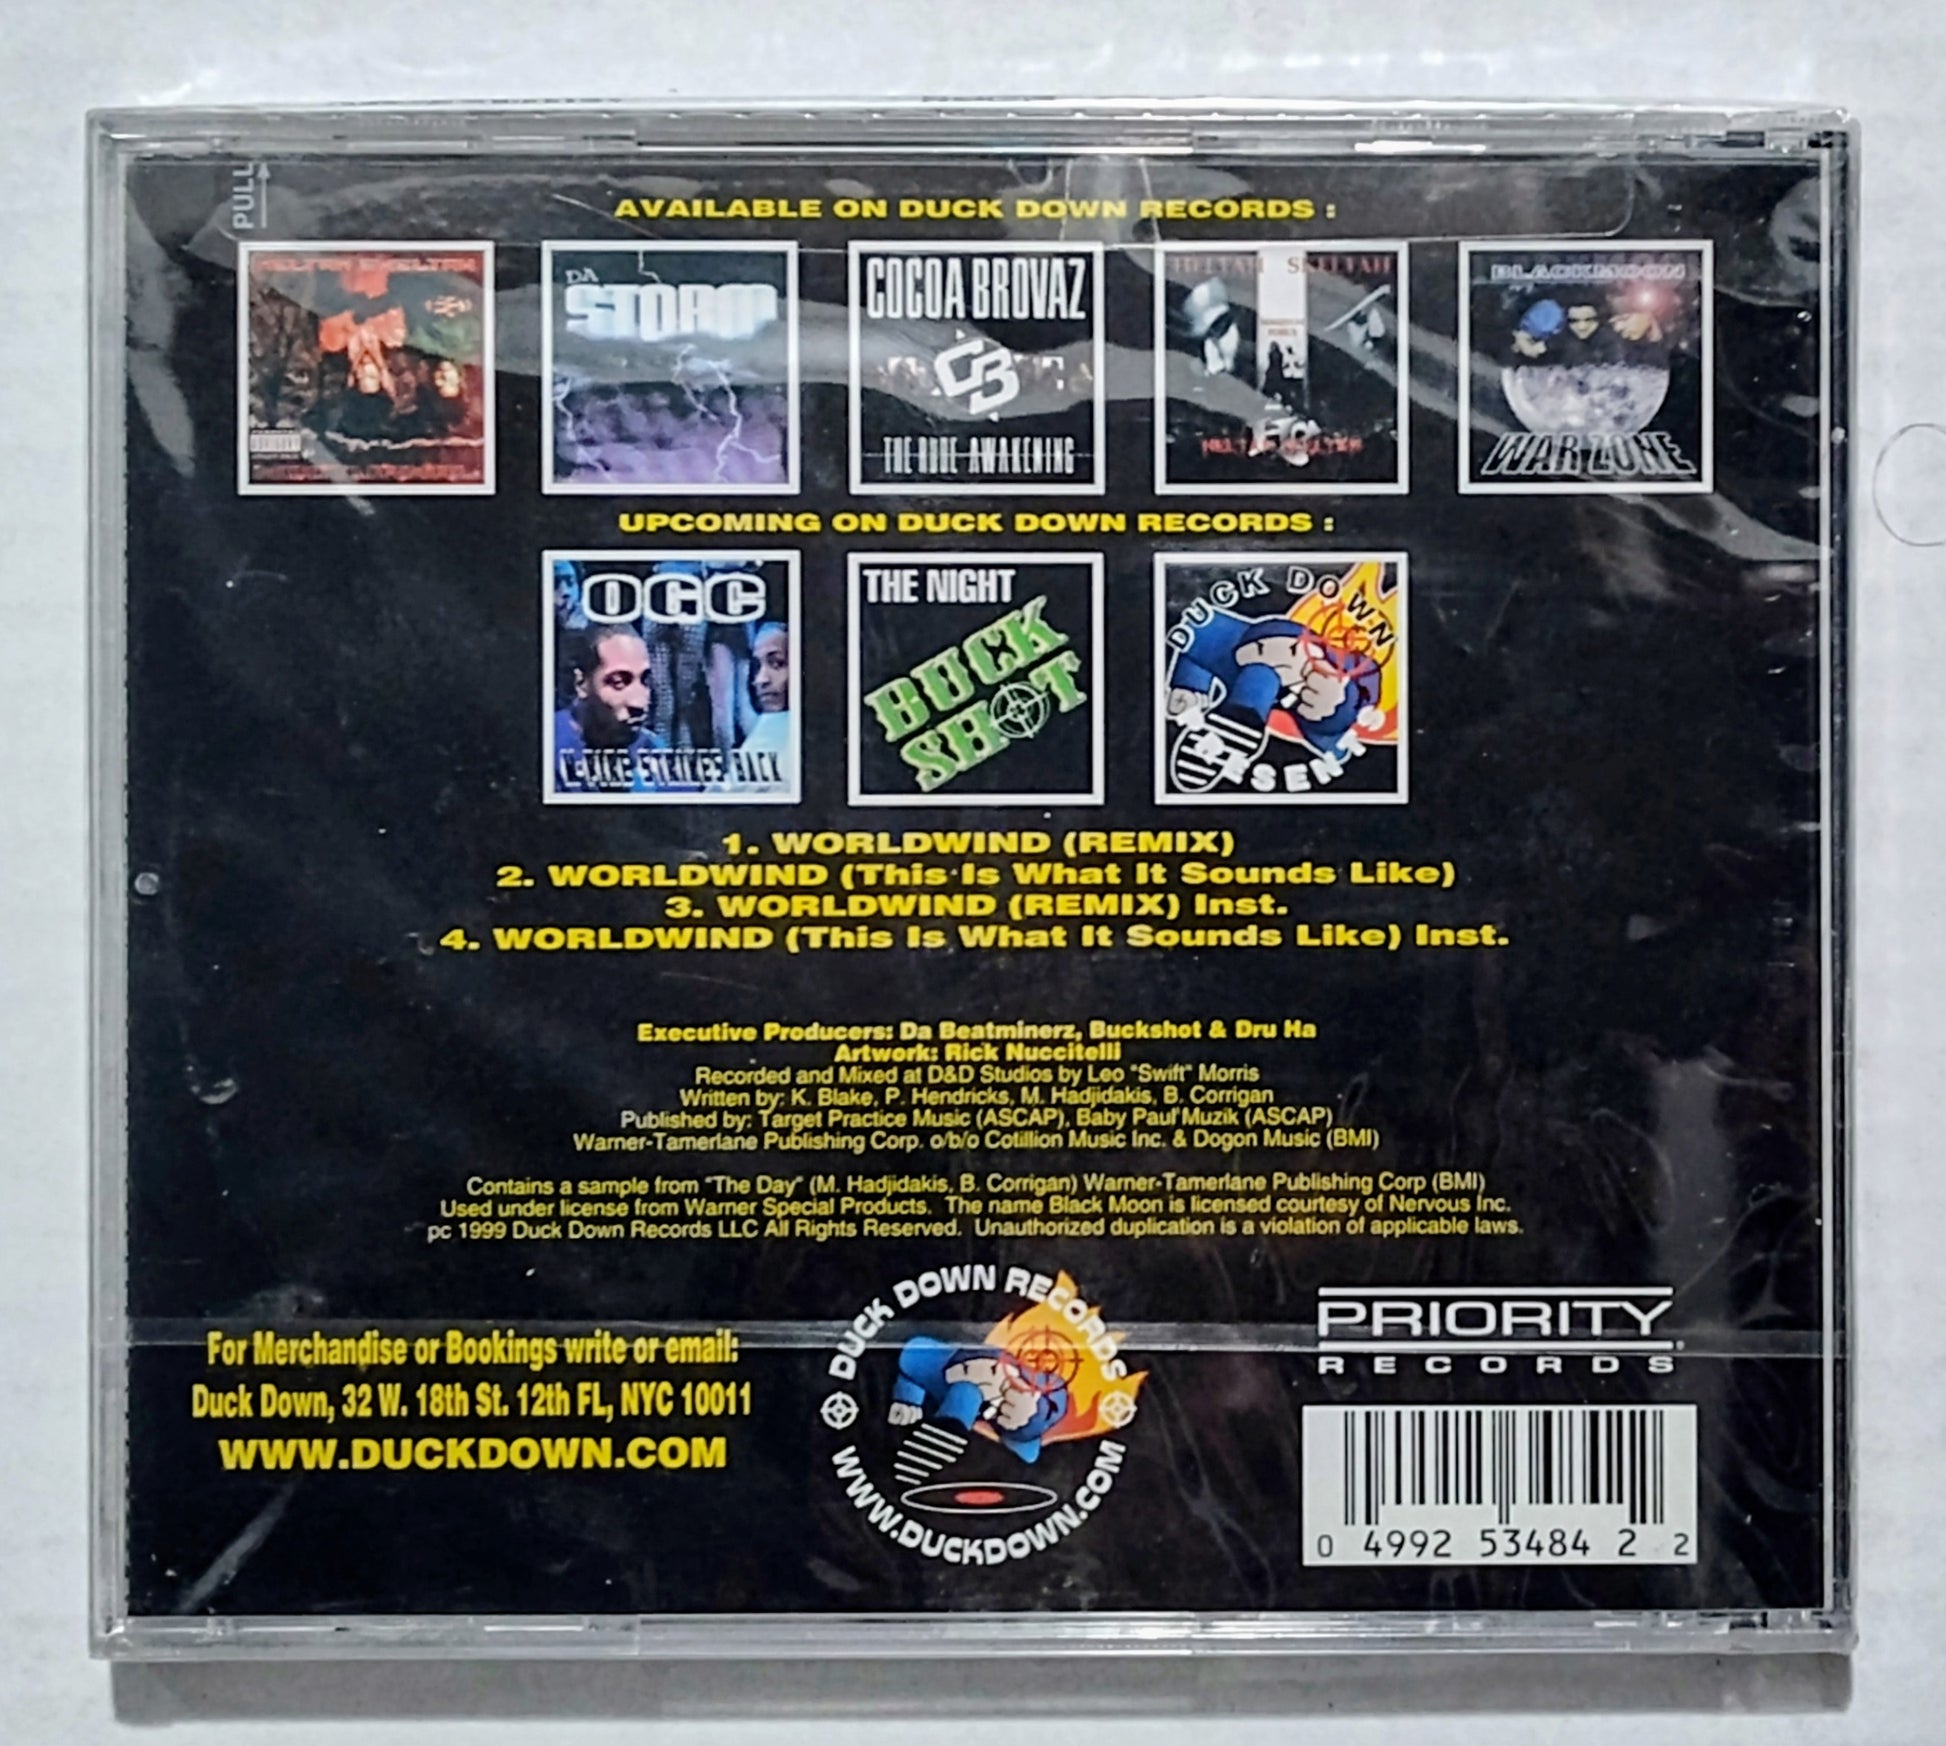 PULL
AVAILABLE ON DUCK DOWN RECORDS :
DA
STORM
COCOA BROVAZ
CB
THE RUDE AWAKENING
HELTAH SKELTAH
BLACKMOON
WAR ZONE
UPCOMING ON DUCK DOWN RECORDS :
OGC
M-PIRE STRIKES BACK
THE NIGHT
BUCK
SHOT
DUCK DOWN
PRESENTS
1. WORLDWIND (REMIX)
2. WORLDWIND (This Is What It Sounds Like)
3. WORLDWIND (REMIX) Inst.
4. WORLDWIND (This Is What It Sounds Like) Inst.
Executive Producers: Da Beatminerz, Buckshot & Dru Ha
Artwork: Rick Nuccitelli
Recorded and Mixed at D&D Studios by Leo "Swift" Morris
Written by: K. Blake, P. Hendricks, M. Hadjidakis, B. Corrigan
Published by: Target Practice Music (ASCAP), Baby Paul Muzik (ASCAP)
Warner-Tamerlane Publishing Corp. o/b/o Cotillion Music Inc. & Dogon Music (BMI)
Contains a sample from "The Day" (M. Hadjidakis, B. Corrigan) Warner-Tamerlane Publishing Corp (BMI)
Used under license from Warner Special Products. The name Black Moon is licensed courtesy of Nervous Inc.
pc 1999 Duck Down Records LLC All Rights Reserved. Unauthorized duplication is a violation of applicable laws.
For Merchandise or Bookings write or email:
Duck Down, 32 W. 18th St. 12th FL, NYC 10011
WWW.DUCKDOWN.COM
DUCK DOWN RECORDS
WWW.DUCKDOWN.COM
PRIORITY
RECORDS
0 4992 53484 2 2